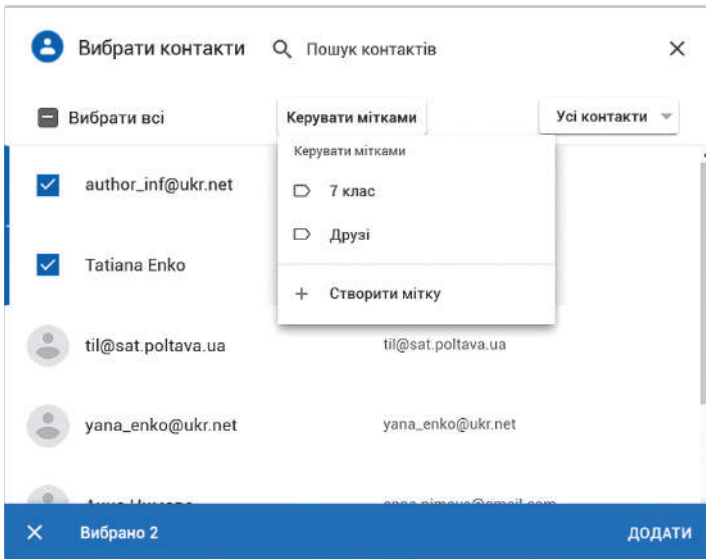 Вибрати контакти Пошук контактів
Вибрати всі Керувати мітками Усі контакти
Керувати мітками
author_inf@ukr.net 7 клас
Друзі
Tatiana Enko
+ Створити мітку
til@sat.poltava.ua til@sat.poltava.ua
yana_enko@ukr.net yana_enko@ukr.net
Вибрано 2 ДОДАТИ